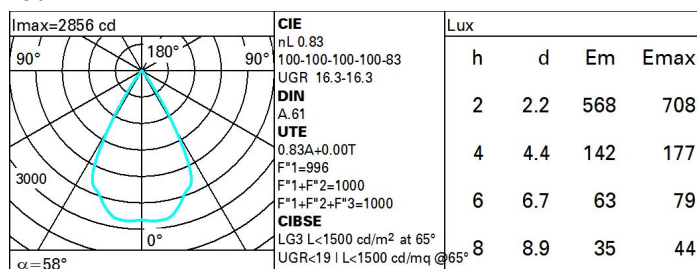 Imax=2856 cd
90° 180° 90°
3000
0°
α=58°
CIE
nL 0.83
100-100-100-100-83
UGR 16.3-16.3
DIN
A.61
UTE
0.83A+0.00T
F"1=996
F"1+F"2=1000
F"1+F"2+F"3=1000
CIBSE
LG3 L<1500 cd/m² at 65°
UGR<19 | L<1500 cd/mq @65°
Lux
h d Em Emax
2 2.2 568 708
4 4.4 142 177
6 6.7 63 79
8 8.9 35 44